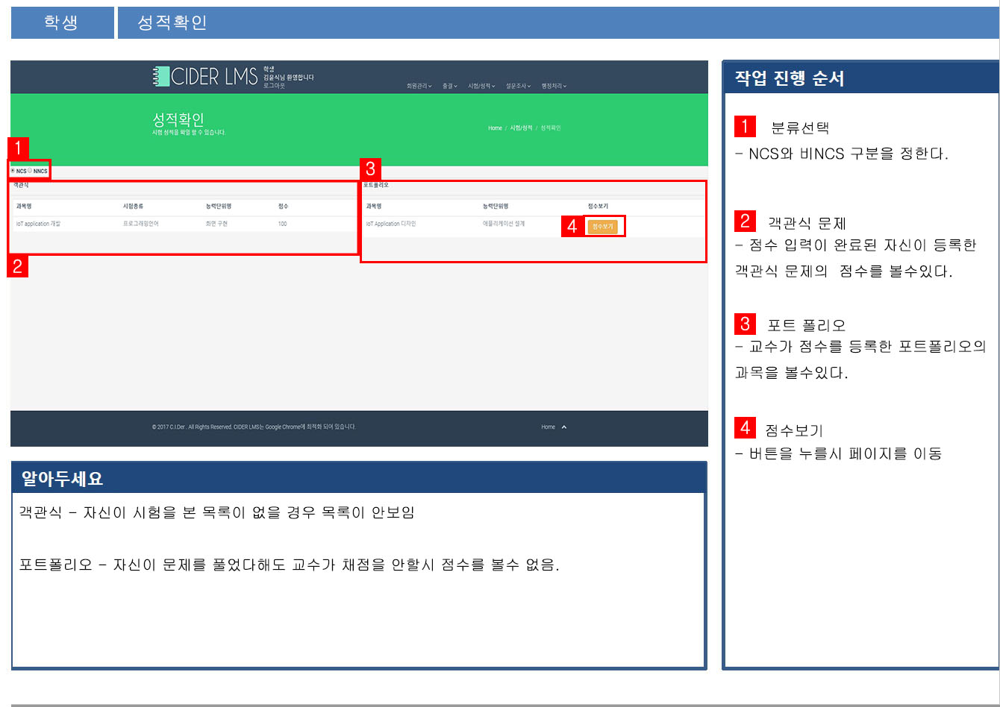 학생 성적확인
CIDER LMS
학생
김윤식님 환영합니다
로그아웃
회원관리 출결 시험/성적 설문조사 행정처리
성적확인
시험 성적을 확인 할 수 있습니다.
Home / 시험/성적 / 성적확인
1
NCS NNCS
객관식
과목명 시험종류 능력단위명 점수
IoT application 개발 프로그래밍언어 화면 구현 100
2
3
포트폴리오
과목명 능력단위명 점수보기
IoT Application 디자인 애플리케이션 설계 점수보기
4
© 2017 C.I.Der . All Rights Reserved. CIDER LMS는 Google Chrome에 최적화 되어 있습니다.
Home
알아두세요
객관식 – 자신이 시험을 본 목록이 없을 경우 목록이 안보임
포트폴리오 – 자신이 문제를 풀었다해도 교수가 채점을 안할시 점수를 볼수 없음.
작업 진행 순서
1 분류선택
– NCS와 비NCS 구분을 정한다.
2 객관식 문제
– 점수 입력이 완료된 자신이 등록한
객관식 문제의 점수를 볼수있다.
3 포트 폴리오
– 교수가 점수를 등록한 포트폴리오의
과목을 볼수있다.
4 점수보기
– 버튼을 누를시 페이지를 이동